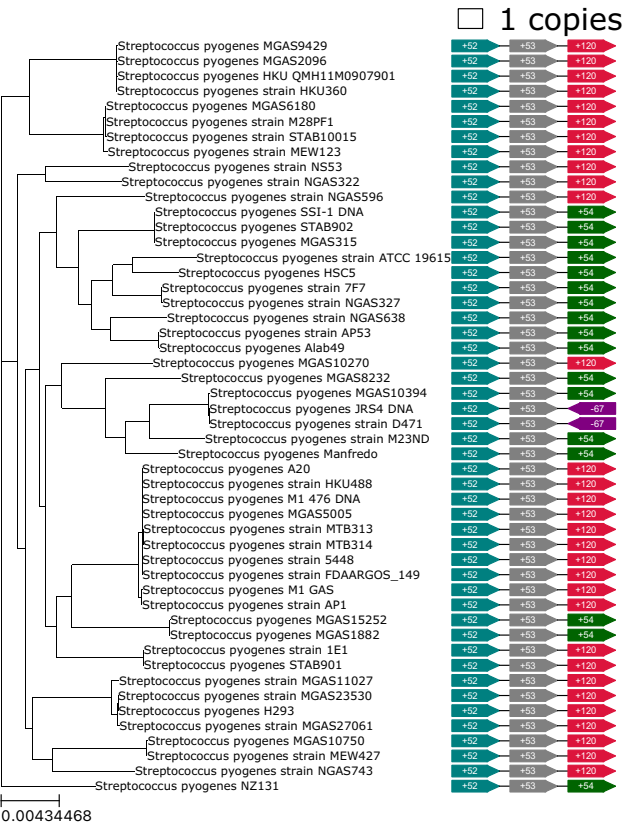 1 copies
Streptococcus pyogenes MGAS9429 +52 +53 +120
Streptococcus pyogenes MGAS2096 +52 +53 +120
Streptococcus pyogenes HKU QMH11M0907901 +52 +53 +120
Streptococcus pyogenes strain HKU360 +52 +53 +120
Streptococcus pyogenes MGAS6180 +52 +53 +120
Streptococcus pyogenes strain M28PF1 +52 +53 +120
Streptococcus pyogenes strain STAB10015 +52 +53 +120
Streptococcus pyogenes strain MEW123 +52 +53 +120
Streptococcus pyogenes strain NS53 +52 +53 +120
Streptococcus pyogenes strain NGAS322 +52 +53 +120
Streptococcus pyogenes strain NGAS596 +52 +53 +120
Streptococcus pyogenes SSI-1 DNA +52 +53 +54
Streptococcus pyogenes STAB902 +52 +53 +54
Streptococcus pyogenes MGAS315 +52 +53 +54
Streptococcus pyogenes strain ATCC 19615 +52 +53 +54
Streptococcus pyogenes HSC5 +52 +53 +54
Streptococcus pyogenes strain 7F7 +52 +53 +54
Streptococcus pyogenes strain NGAS327 +52 +53 +54
Streptococcus pyogenes strain NGAS638 +52 +53 +54
Streptococcus pyogenes strain AP53 +52 +53 +54
Streptococcus pyogenes Alab49 +52 +53 +54
Streptococcus pyogenes MGAS10270 +52 +53 +120
Streptococcus pyogenes MGAS8232 +52 +53 +54
Streptococcus pyogenes MGAS10394 +52 +53 +54
Streptococcus pyogenes JRS4 DNA +52 +53 -67
Streptococcus pyogenes strain D471 +52 +53 -67
Streptococcus pyogenes strain M23ND +52 +53 +54
Streptococcus pyogenes Manfredo +52 +53 +54
Streptococcus pyogenes A20 +52 +53 +120
Streptococcus pyogenes strain HKU488 +52 +53 +120
Streptococcus pyogenes M1 476 DNA +52 +53 +120
Streptococcus pyogenes MGAS5005 +52 +53 +120
Streptococcus pyogenes strain MTB313 +52 +53 +120
Streptococcus pyogenes strain MTB314 +52 +53 +120
Streptococcus pyogenes strain 5448 +52 +53 +120
Streptococcus pyogenes strain FDAARGOS_149 +52 +53 +120
Streptococcus pyogenes M1 GAS +52 +53 +120
Streptococcus pyogenes strain AP1 +52 +53 +120
Streptococcus pyogenes MGAS15252 +52 +53 +54
Streptococcus pyogenes MGAS1882 +52 +53 +54
Streptococcus pyogenes strain 1E1 +52 +53 +120
Streptococcus pyogenes STAB901 +52 +53 +120
Streptococcus pyogenes strain MGAS11027 +52 +53 +120
Streptococcus pyogenes strain MGAS23530 +52 +53 +120
Streptococcus pyogenes H293 +52 +53 +120
Streptococcus pyogenes strain MGAS27061 +52 +53 +120
Streptococcus pyogenes MGAS10750 +52 +53 +120
Streptococcus pyogenes strain MEW427 +52 +53 +120
Streptococcus pyogenes strain NGAS743 +52 +53 +120
Streptococcus pyogenes NZ131 +52 +53 +54
0.00434468